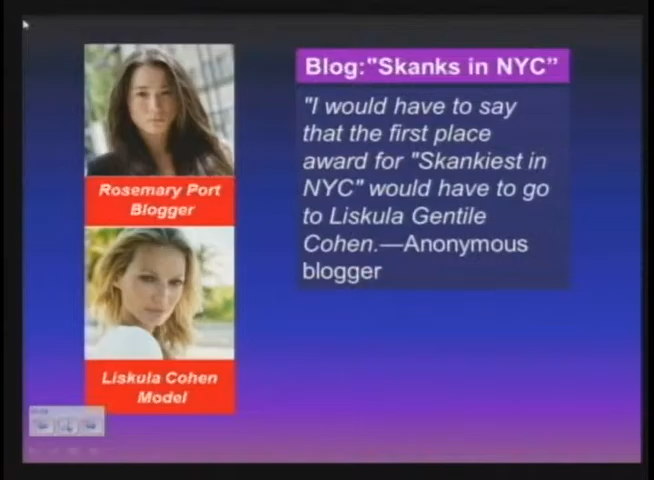 Blog:"Skanks in NYC”
"I would have to say
that the first place
award for "Skankiest in
NYC" would have to go
to Liskula Gentile
Cohen.—Anonymous
blogger
Rosemary Port
Blogger
Liskula Cohen
Model